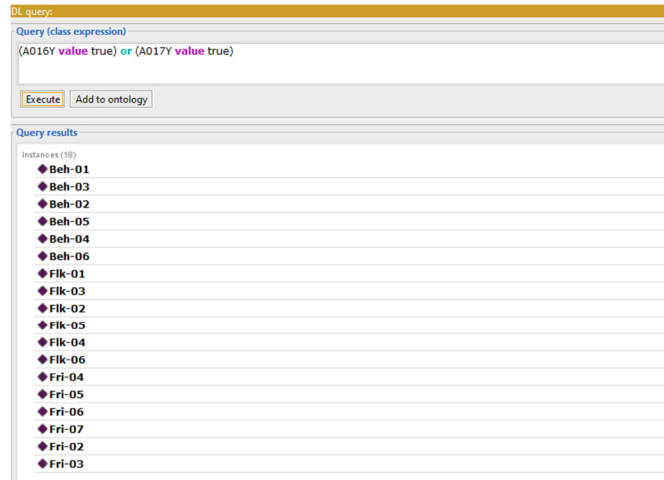 DL query:
Query (class expression)
(A016Y value true) or (A017Y value true)
Execute Add to ontology
Query results
Instances (18)
Beh-01
Beh-03
Beh-02
Beh-05
Beh-04
Beh-06
Flk-01
Flk-03
Flk-02
Flk-05
Flk-04
Flk-06
Fri-04
Fri-05
Fri-06
Fri-07
Fri-02
Fri-03